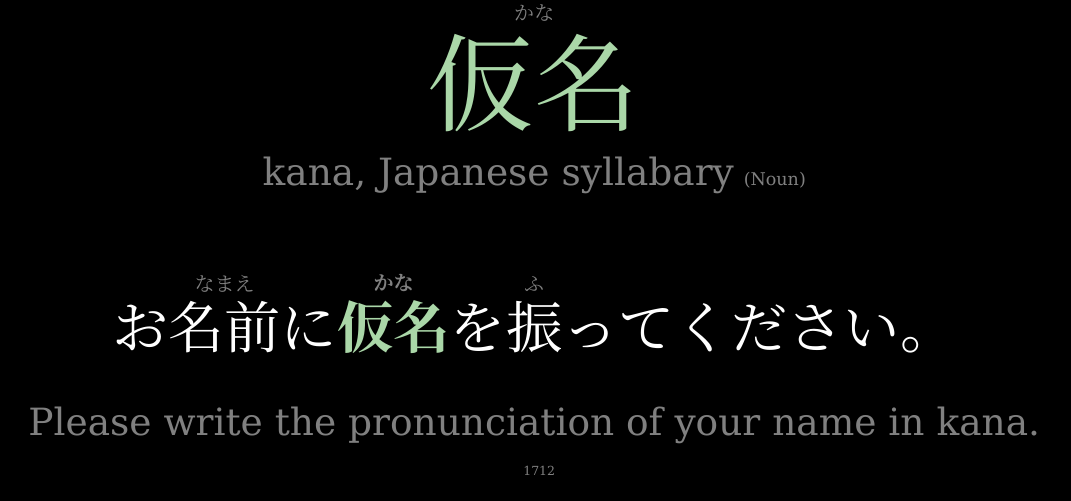 かな
仮名
kana, Japanese syllabary (Noun)
なまえ かな ふ
お名前に仮名を振ってください。
Please write the pronunciation of your name in kana.
1712